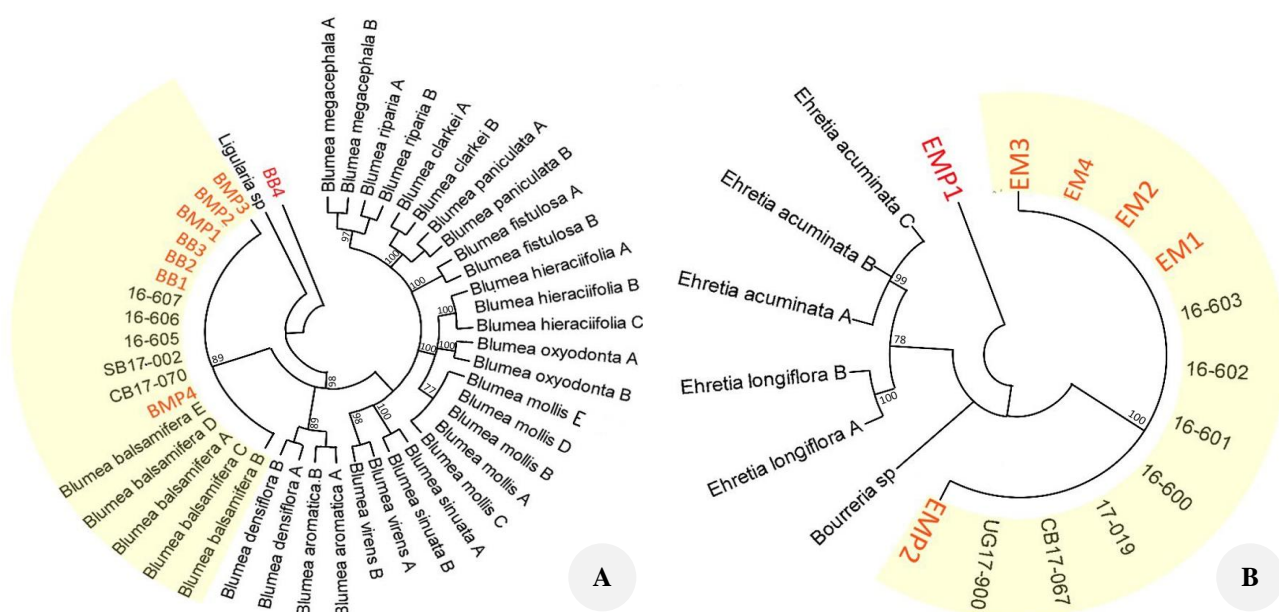 Ligularia sp
BB4
BMP3
BMP2
BMP1
BB3
BB2
BB1
16-607
16-606
16-605
SB17-002
CB17-070
BMP4
Blumea balsamifera E
Blumea balsamifera D
Blumea balsamifera A
Blumea balsamifera C
Blumea balsamifera B
Blumea densiflora B
Blumea densiflora A
Blumea aromatica.B
Blumea aromatica A
Blumea virens B
Blumea virens A
Blumea sinuata B
Blumea sinuata A
Blumea mollis C
Blumea mollis A
Blumea mollis B
Blumea mollis D
Blumea mollis E
Blumea oxyodonta B
Blumea oxyodonta A
Blumea hieraciifolia C
Blumea hieraciifolia B
Blumea hieraciifolia A
Blumea fistulosa B
Blumea fistulosa A
Blumea paniculata B
Blumea paniculata A
Blumea clarkei B
Blumea clarkei A
Blumea riparia B
Blumea riparia A
Blumea megacephala B
Blumea megacephala A
97
100
100
100
100
100
77
100
98
89
98
89
A
Ehretia acuminata C
Ehretia acuminata B
Ehretia acuminata A
Ehretia longiflora B
Ehretia longiflora A
Bourreria sp
EMP1
EM3
EM4
EM2
EM1
16-603
16-602
16-601
16-600
17-019
CB17-067
UG17-900
EMP2
99
78
100
100
B